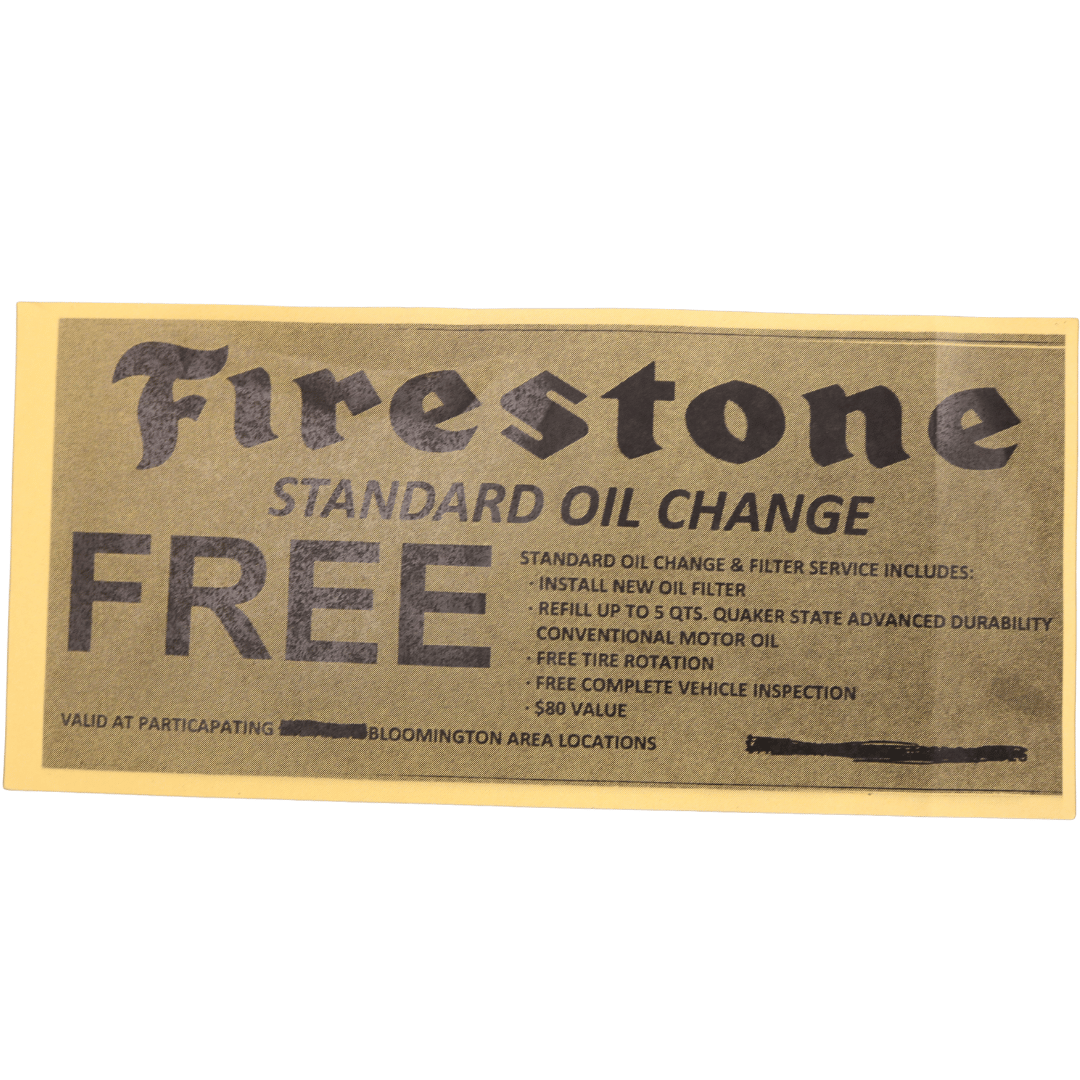 Firestone
STANDARD OIL CHANGE
FREE
STANDARD OIL CHANGE & FILTER SERVICE INCLUDES:
· INSTALL NEW OIL FILTER
· REFILL UP TO 5 QTS. QUAKER STATE ADVANCED DURABILITY
CONVENTIONAL MOTOR OIL
· FREE TIRE ROTATION
· FREE COMPLETE VEHICLE INSPECTION
· $80 VALUE
VALID AT PARTICAPATING BLOOMINGTON AREA LOCATIONS